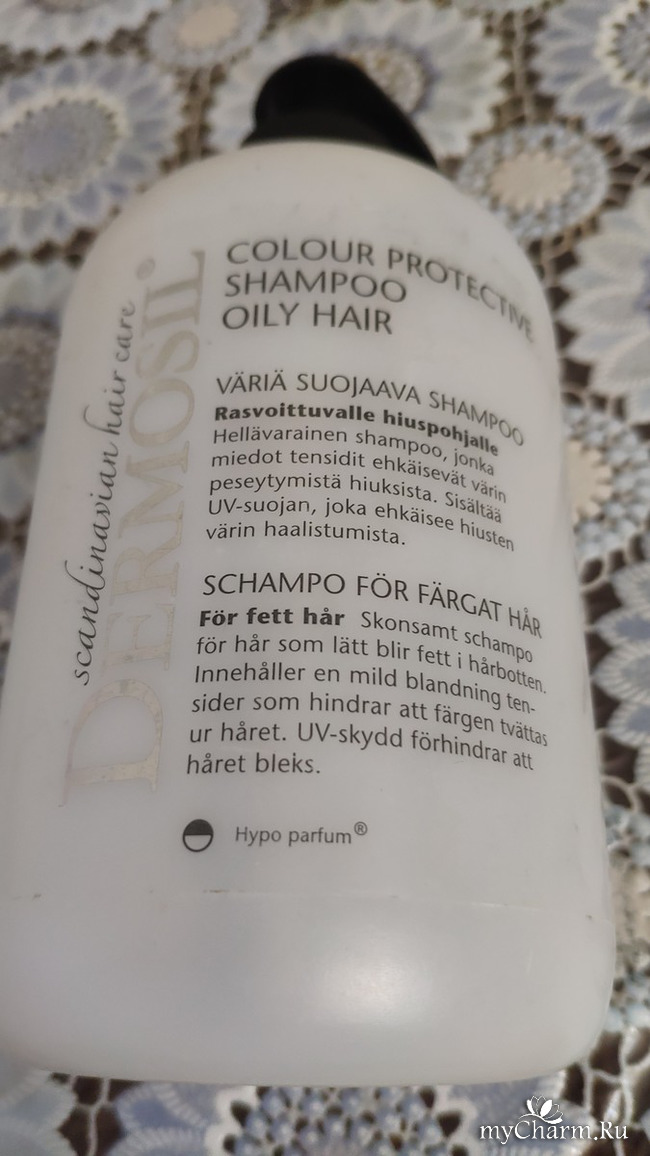 scandinavian hair care
DERMOSIL®
COLOUR PROTECTIVE
SHAMPOO
OILY HAIR
VÄRIÄ SUOJAAVA SHAMPOO
Rasvoittuvalle hiuspohjalle
Hellävarainen shampoo, jonka
miedot tensidit ehkäisevät värin
peseytymistä hiuksista. Sisältää
UV-suojan, joka ehkäisee hiusten
värin haalistumista.
SCHAMPO FÖR FÄRGAT HÅR
För fett hår Skonsamt schampo
för hår som lätt blir fett i hårbotten.
Innehåller en mild blandning ten-
sider som hindrar att färgen tvättas
ur håret. UV-skydd förhindrar att
håret bleks.
Hypo parfum®
myCharm.Ru